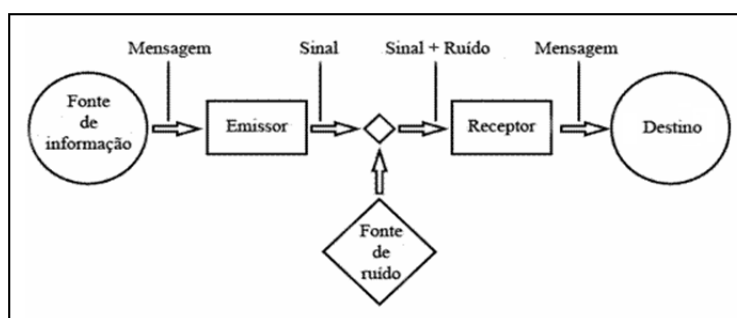 Mensagem
Sinal
Sinal + Ruído
Mensagem
Fonte
de
informação
Emissor
Receptor
Destino
Fonte
de
ruído